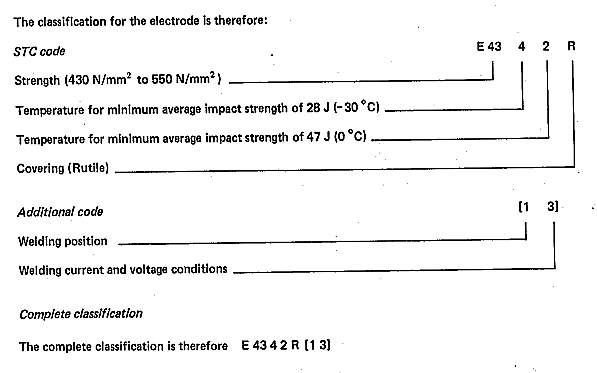 The classification for the electrode is therefore:
STC code E 43 4 2 R
Strength (430 N/mm² to 550 N/mm²)
Temperature for minimum average impact strength of 28 J (−30 °C)
Temperature for minimum average impact strength of 47 J (0 °C)
Covering (Rutile)
Additional code [1 3]
Welding position
Welding current and voltage conditions
Complete classification
The complete classification is therefore E 43 4 2 R [1 3]